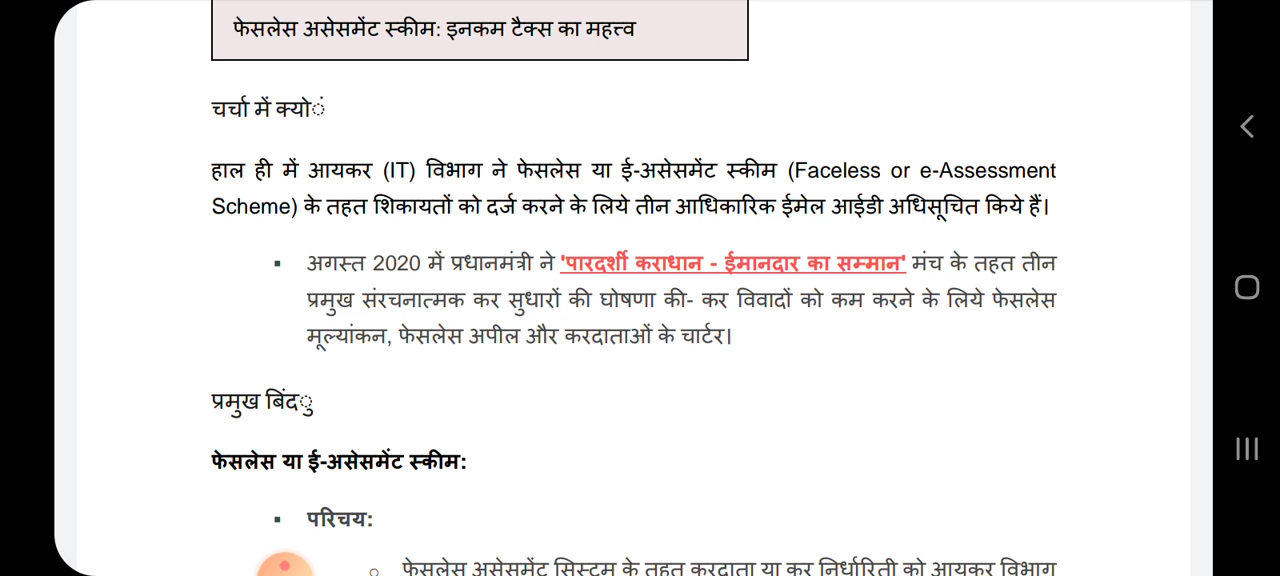 फेसलेस असेसमेंट स्कीम: इनकम टैक्स का महत्त्व
चर्चा में क्यों
हाल ही में आयकर (IT) विभाग ने फेसलेस या ई-असेसमेंट स्कीम (Faceless or e-Assessment
Scheme) के तहत शिकायतों को दर्ज करने के लिये तीन आधिकारिक ईमेल आईडी अधिसूचित किये हैं।
▪ अगस्त 2020 में प्रधानमंत्री ने 'पारदर्शी कराधान - ईमानदार का सम्मान' मंच के तहत तीन
प्रमुख संरचनात्मक कर सुधारों की घोषणा की- कर विवादों को कम करने के लिये फेसलेस
मूल्यांकन, फेसलेस अपील और करदाताओं के चार्टर।
प्रमुख बिंदु
फेसलेस या ई-असेसमेंट स्कीम:
▪ परिचय:
○ फेसलेस असेसमेंट सिस्टम के तहत करदाता या कर निर्धारिती को आयकर विभाग